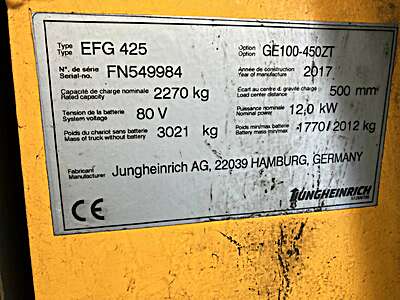 Type
Type EFG 425 Option
Option GE100-450ZT
N°. de série
Serial-no. FN549984 Année de construction
Year of manufacture 2017
Capacité de charge nominale
Rated capacity 2270 kg Ecart au centre d. gravité charge
Load center distance 500 mm
Tension de la batterie
System voltage 80 V Puissance nominale
Nominal power 12,0 kW
Poids du chariot sans batterie
Mass of truck without battery 3021 kg Poids mini/max batterie
Battery mass min/max 1770/2012 kg
Fabricant
Manufacturer Jungheinrich AG, 22039 HAMBURG, GERMANY
CE JUNGHEINRICH